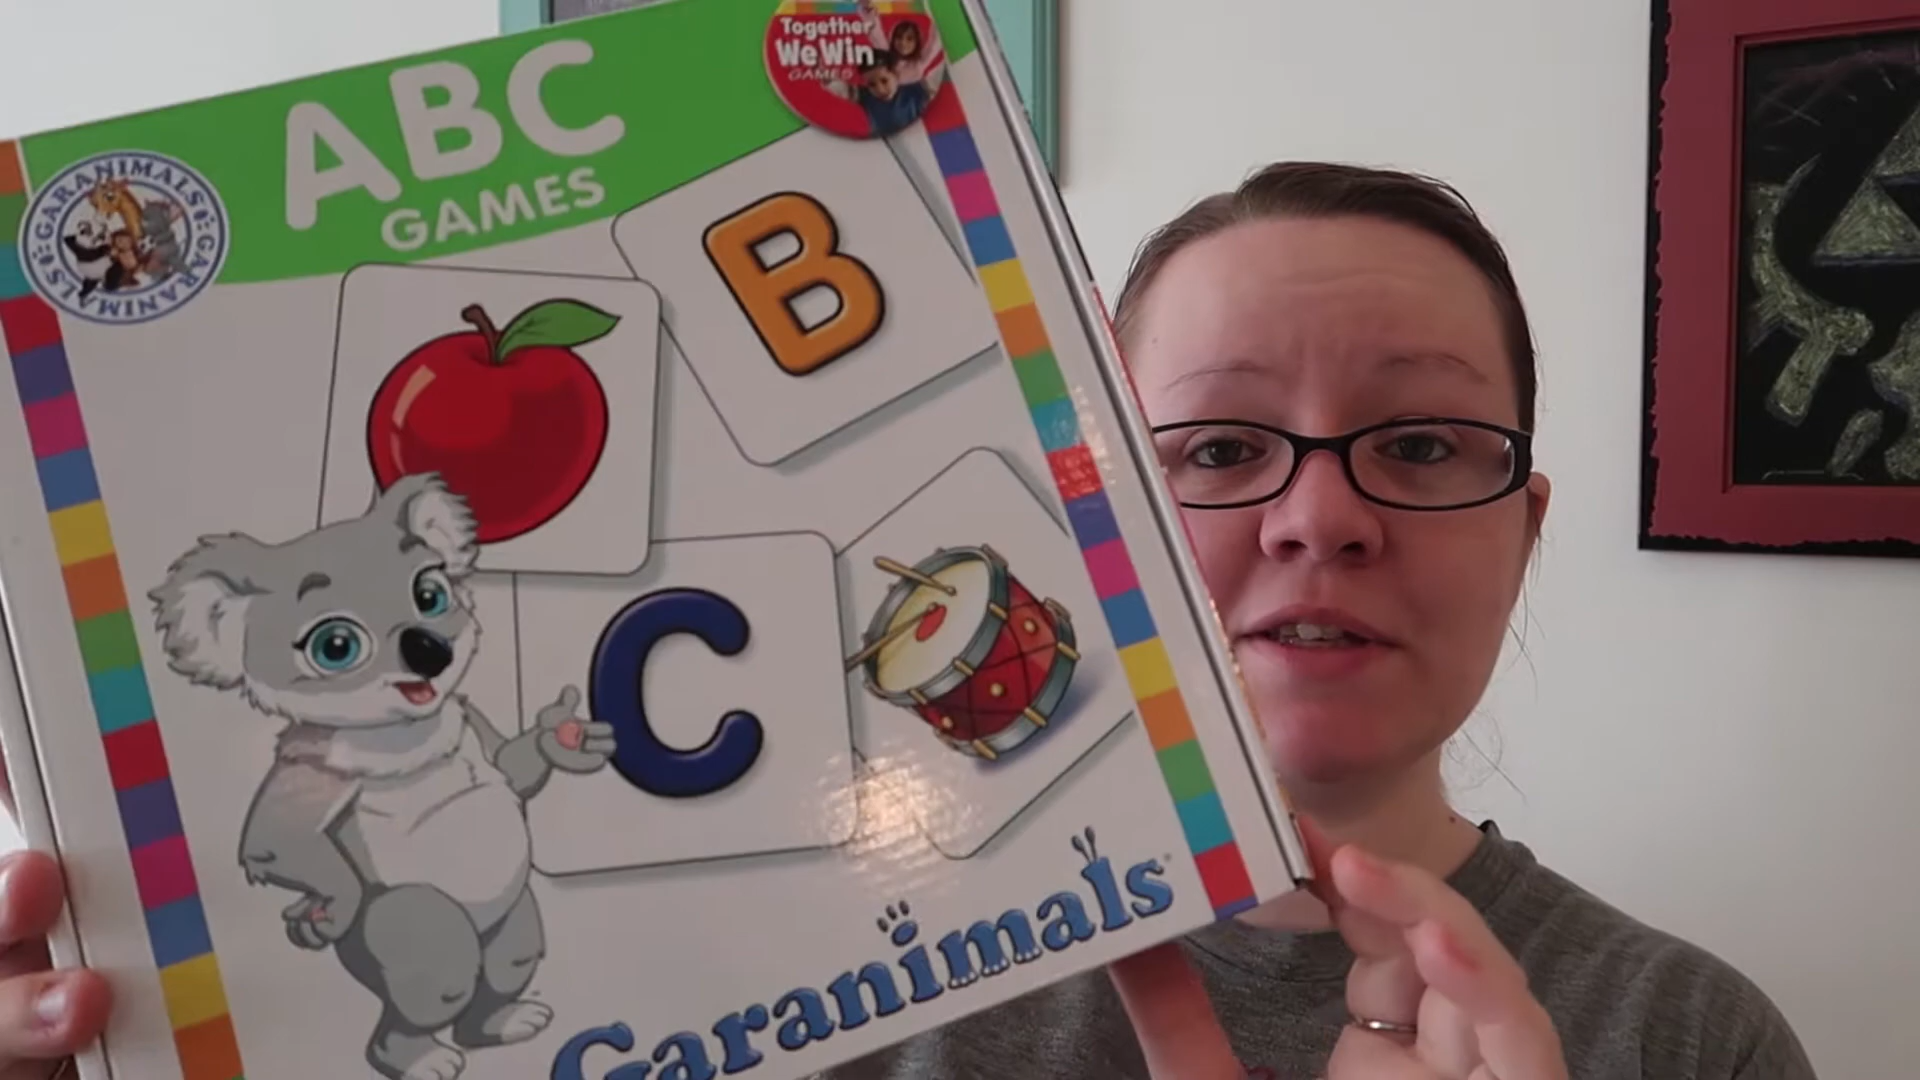 Together
We Win
GAMES
ABC
GAMES
GARANIMALS GARANIMALS
B
C
Garanimals